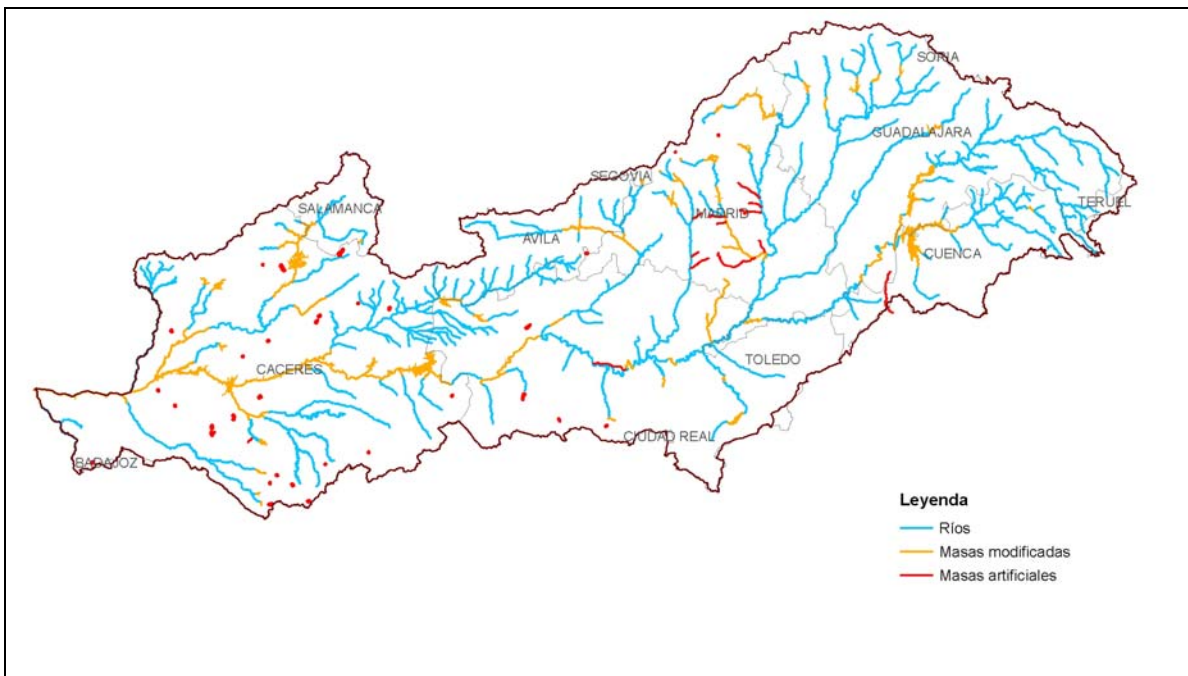 SORIA
GUADALAJARA
SEGOVIA
TERUEL
SALAMANCA
MADRID
AVILA
CUENCA
TOLEDO
CACERES
CIUDAD REAL
BADAJOZ
Leyenda
Ríos
Masas modificadas
Masas artificiales